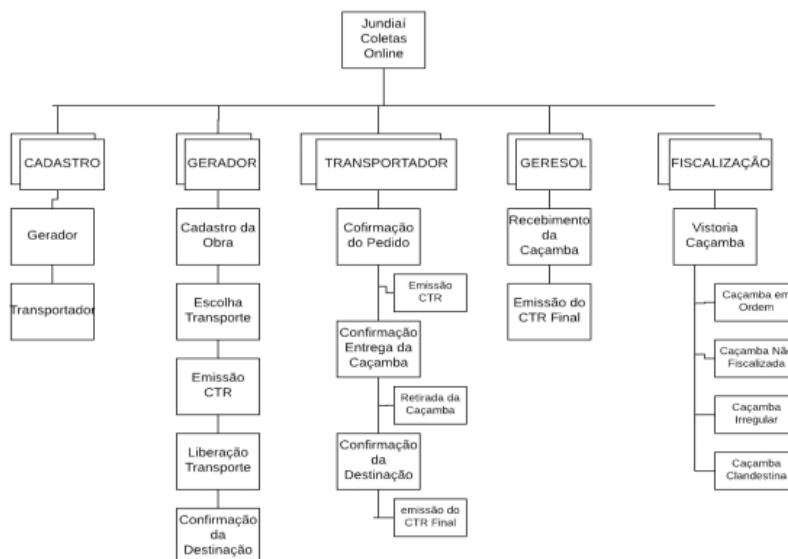 Jundiaí
Coletas
Online
CADASTRO
GERADOR
TRANSPORTADOR
GERESOL
FISCALIZAÇÃO
Gerador
Transportador
Cadastro da
Obra
Escolha
Transporte
Emissão
CTR
Liberação
Transporte
Confirmação
da
Destinação
Cofirmação
do Pedido
Emissão
CTR
Confirmação
Entrega da
Caçamba
Retirada da
Caçamba
Confirmação
da
Destinação
emissão do
CTR Final
Recebimento
da
Caçamba
Emissão do
CTR Final
Vistoria
Caçamba
Caçamba em
Ordem
Caçamba Não
Fiscalizada
Caçamba
Irregular
Caçamba
Clandestina